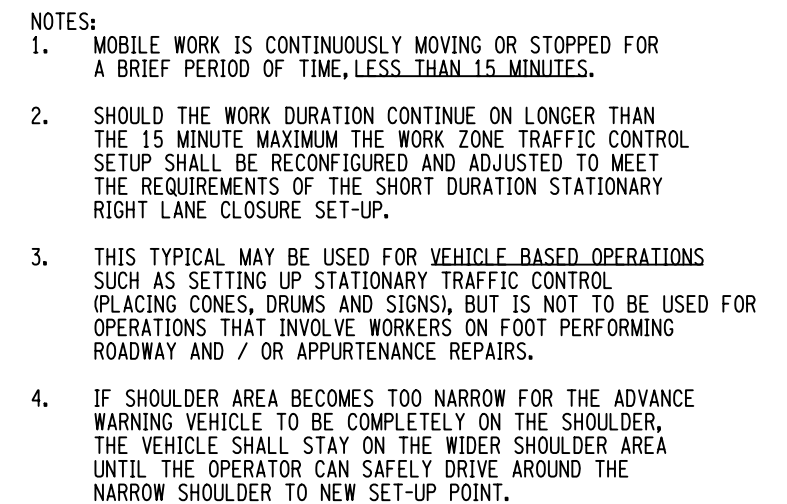 NOTES:
1. MOBILE WORK IS CONTINUOUSLY MOVING OR STOPPED FOR
A BRIEF PERIOD OF TIME, LESS THAN 15 MINUTES.
2. SHOULD THE WORK DURATION CONTINUE ON LONGER THAN
THE 15 MINUTE MAXIMUM THE WORK ZONE TRAFFIC CONTROL
SETUP SHALL BE RECONFIGURED AND ADJUSTED TO MEET
THE REQUIREMENTS OF THE SHORT DURATION STATIONARY
RIGHT LANE CLOSURE SET-UP.
3. THIS TYPICAL MAY BE USED FOR VEHICLE BASED OPERATIONS
SUCH AS SETTING UP STATIONARY TRAFFIC CONTROL
(PLACING CONES, DRUMS AND SIGNS), BUT IS NOT TO BE USED FOR
OPERATIONS THAT INVOLVE WORKERS ON FOOT PERFORMING
ROADWAY AND / OR APPURTENANCE REPAIRS.
4. IF SHOULDER AREA BECOMES TOO NARROW FOR THE ADVANCE
WARNING VEHICLE TO BE COMPLETELY ON THE SHOULDER,
THE VEHICLE SHALL STAY ON THE WIDER SHOULDER AREA
UNTIL THE OPERATOR CAN SAFELY DRIVE AROUND THE
NARROW SHOULDER TO NEW SET-UP POINT.